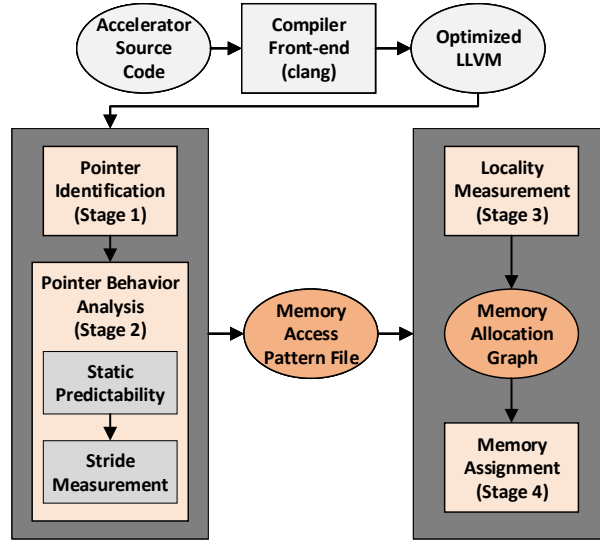 Accelerator
Source
Code
Compiler
Front-end
(clang)
Optimized
LLVM
Pointer
Identification
(Stage 1)
Pointer Behavior
Analysis
(Stage 2)
Static
Predictability
Stride
Measurement
Memory
Access
Pattern File
Locality
Measurement
(Stage 3)
Memory
Allocation
Graph
Memory
Assignment
(Stage 4)